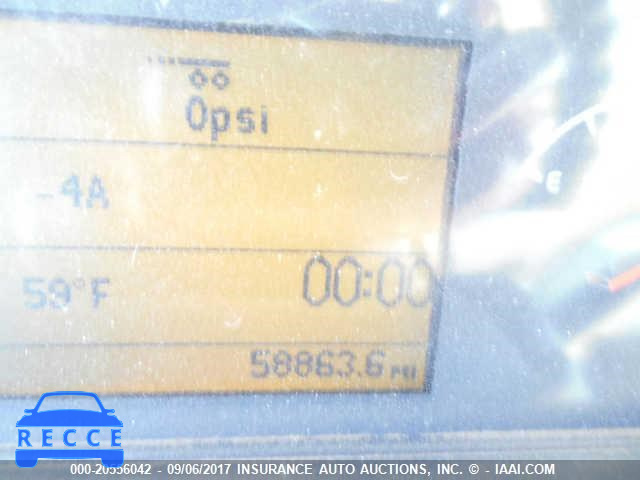 0psi
-4A
59°F 00:00
58863.6
E
RECCE
000-20556042 - 09/06/2017 INSURANCE AUTO AUCTIONS, INC. - © IAAI.COM